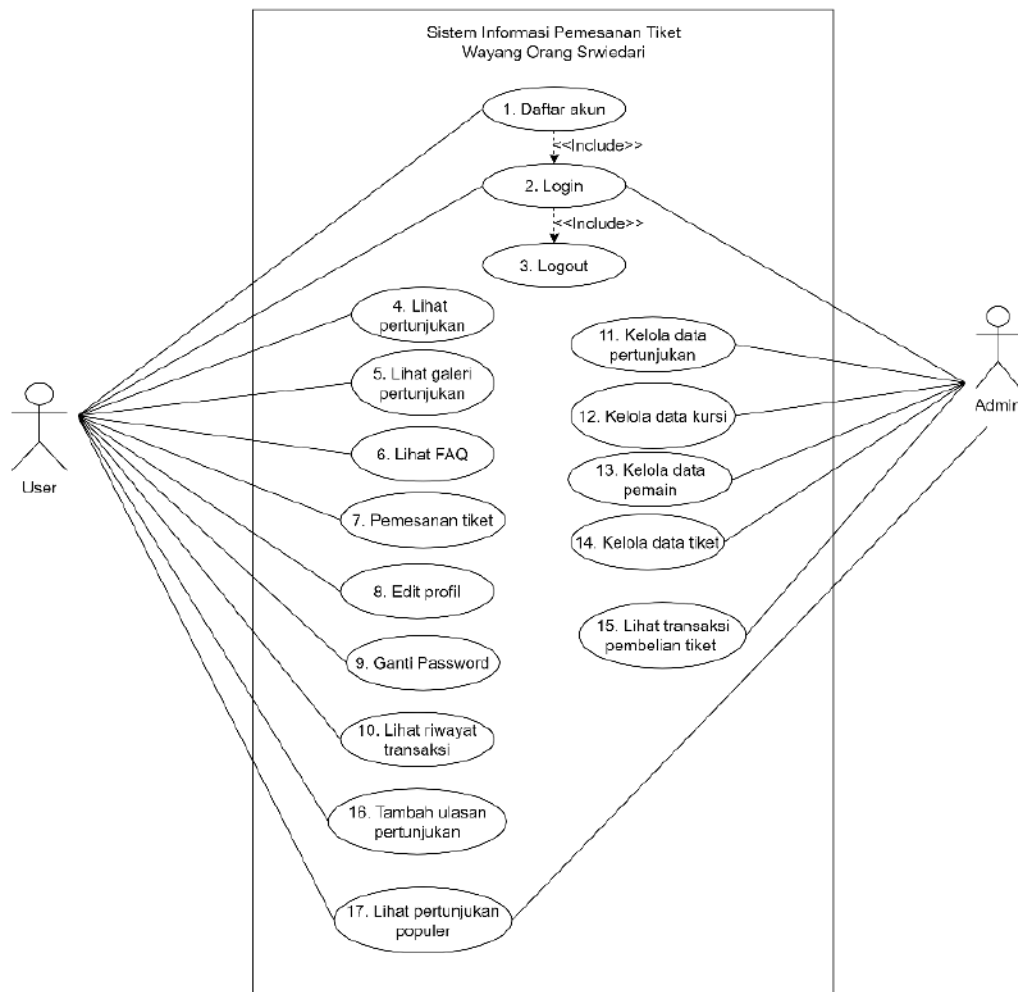 Sistem Informasi Pemesanan Tiket
Wayang Orang Srwiedari
1. Daftar akun
<<Include>>
2. Login
<<Include>>
3. Logout
4. Lihat
pertunjukan
5. Lihat galeri
pertunjukan
6. Lihat FAQ
7. Pemesanan tiket
8. Edit profil
9. Ganti Password
10. Lihat riwayat
transaksi
16. Tambah ulasan
pertunjukan
17. Lihat pertunjukan
populer
11. Kelola data
pertunjukan
12. Kelola data kursi
13. Kelola data
pemain
14. Kelola data tiket
15. Lihat transaksi
pembelian tiket
User
Admin